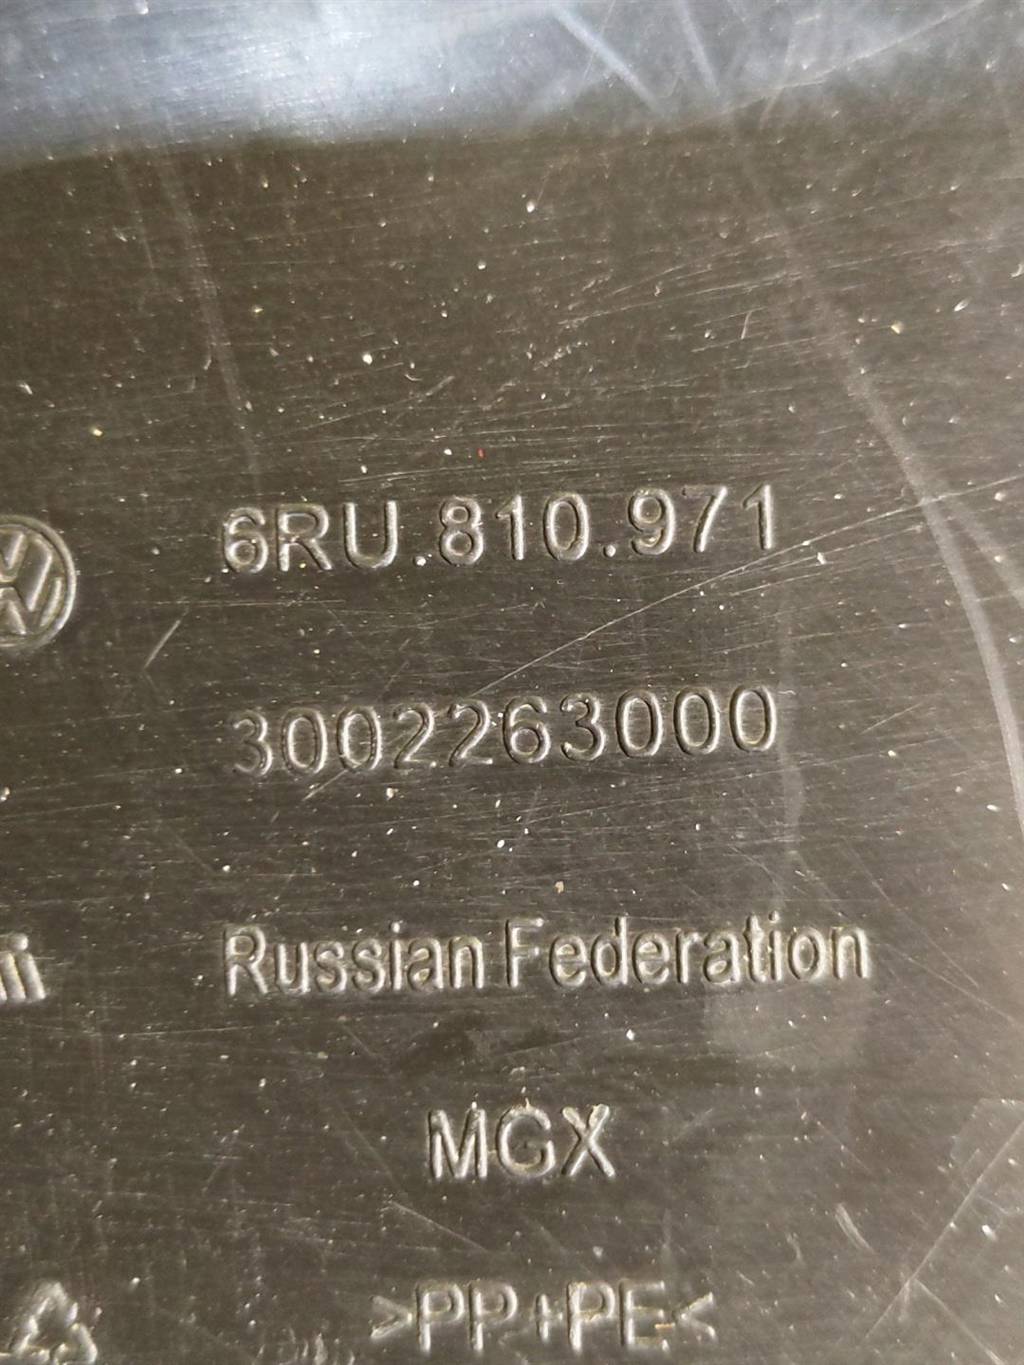 6RU.810.971
3002263000
Russian Federation
MGX
>PP+PE<